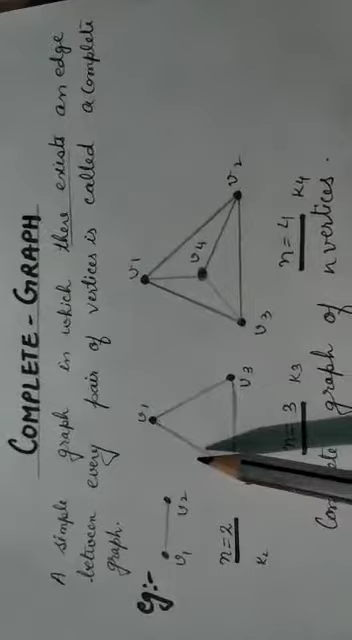 COMPLETE-GRAPH
A simple graph in which there exists an edge
between every pair of vertices is called a complete
graph.
eg:-
v1 v2
v1 v3
v1 v2 v3 v4
n=2 n=3 n=4
K2 K3 K4
graph of n vertices.